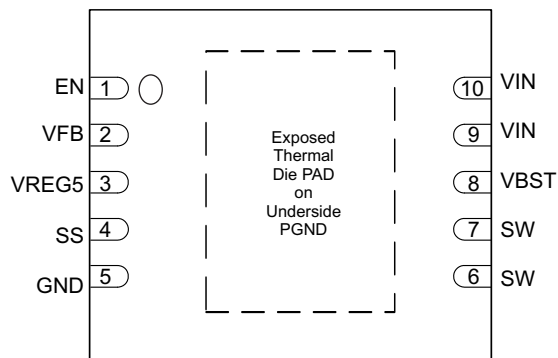 EN 1
VFB 2
VREG5 3
SS 4
GND 5
Exposed
Thermal
Die PAD
on
Underside
PGND
10 VIN
9 VIN
8 VBST
7 SW
6 SW